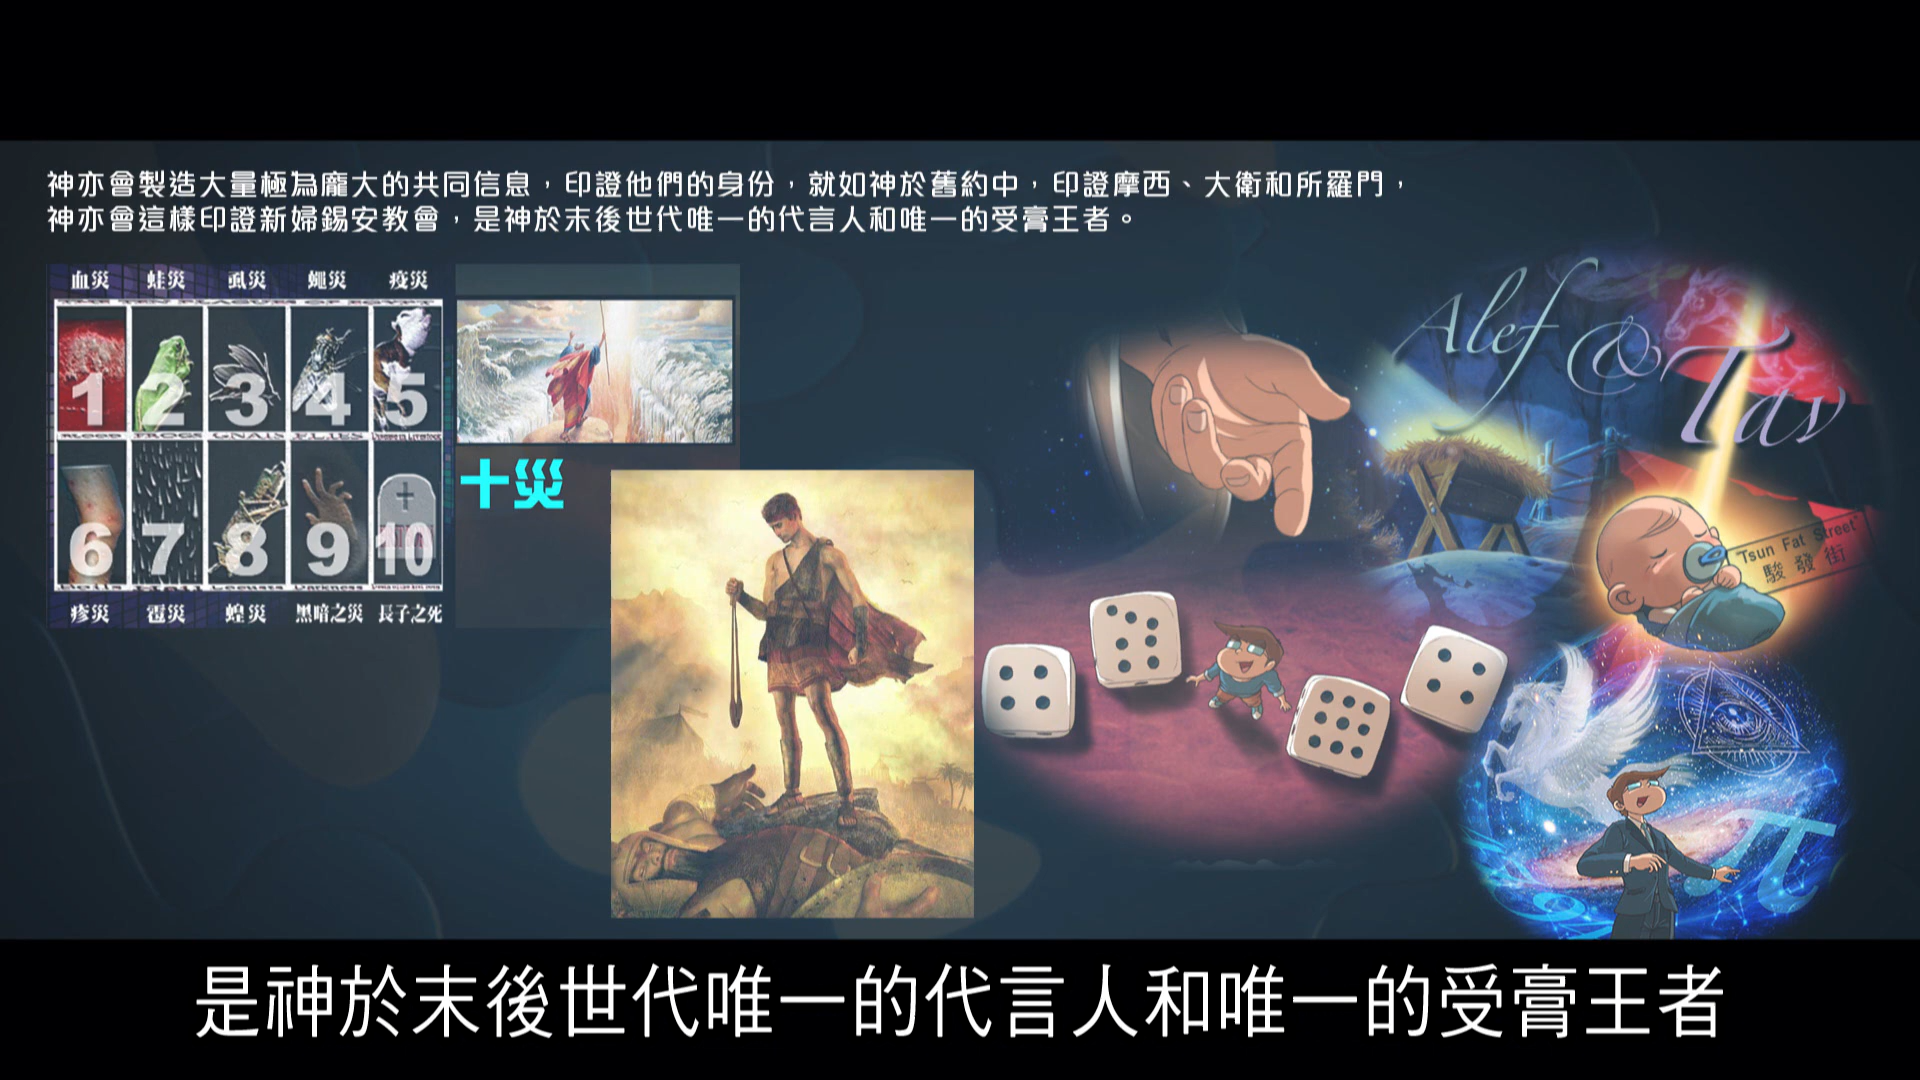 神亦會製造大量極為龐大的共同信息，印證他們的身份，就如神於舊約中，印證摩西、大衛和所羅門，
神亦會這樣印證新婦錫安教會，是神於末後世代唯一的代言人和唯一的受膏王者。
血災 蛙災 虱災 蠅災 疫災
1 2 3 4 5
6 7 8 9 10
疹災 雹災 蝗災 黑暗之災 長子之死
十災
Alef & Tav
Tsun Fat Street
駿發街
π
是神於末後世代唯一的代言人和唯一的受膏王者